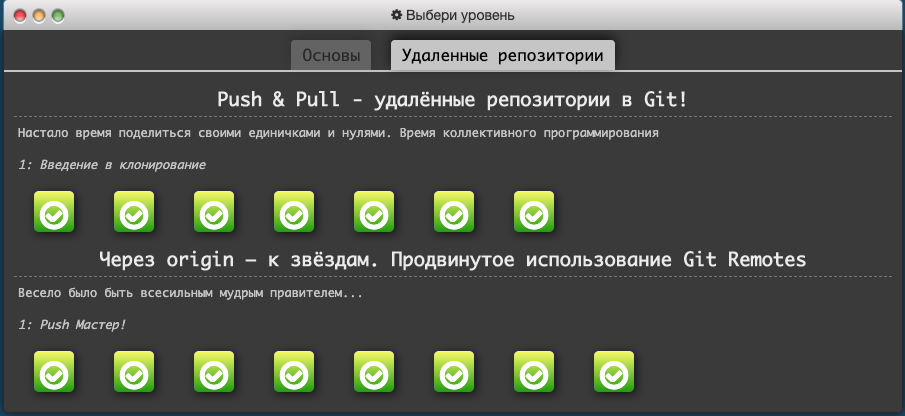 Выбери уровень
Основы
Удаленные репозитории
Push & Pull - удалённые репозитории в Git!
Настало время поделиться своими единичками и нулями. Время коллективного программирования
1: Введение в клонирование
Через origin – к звёздам. Продвинутое использование Git Remotes
Весело было быть всесильным мудрым правителем...
1: Push Мастер!